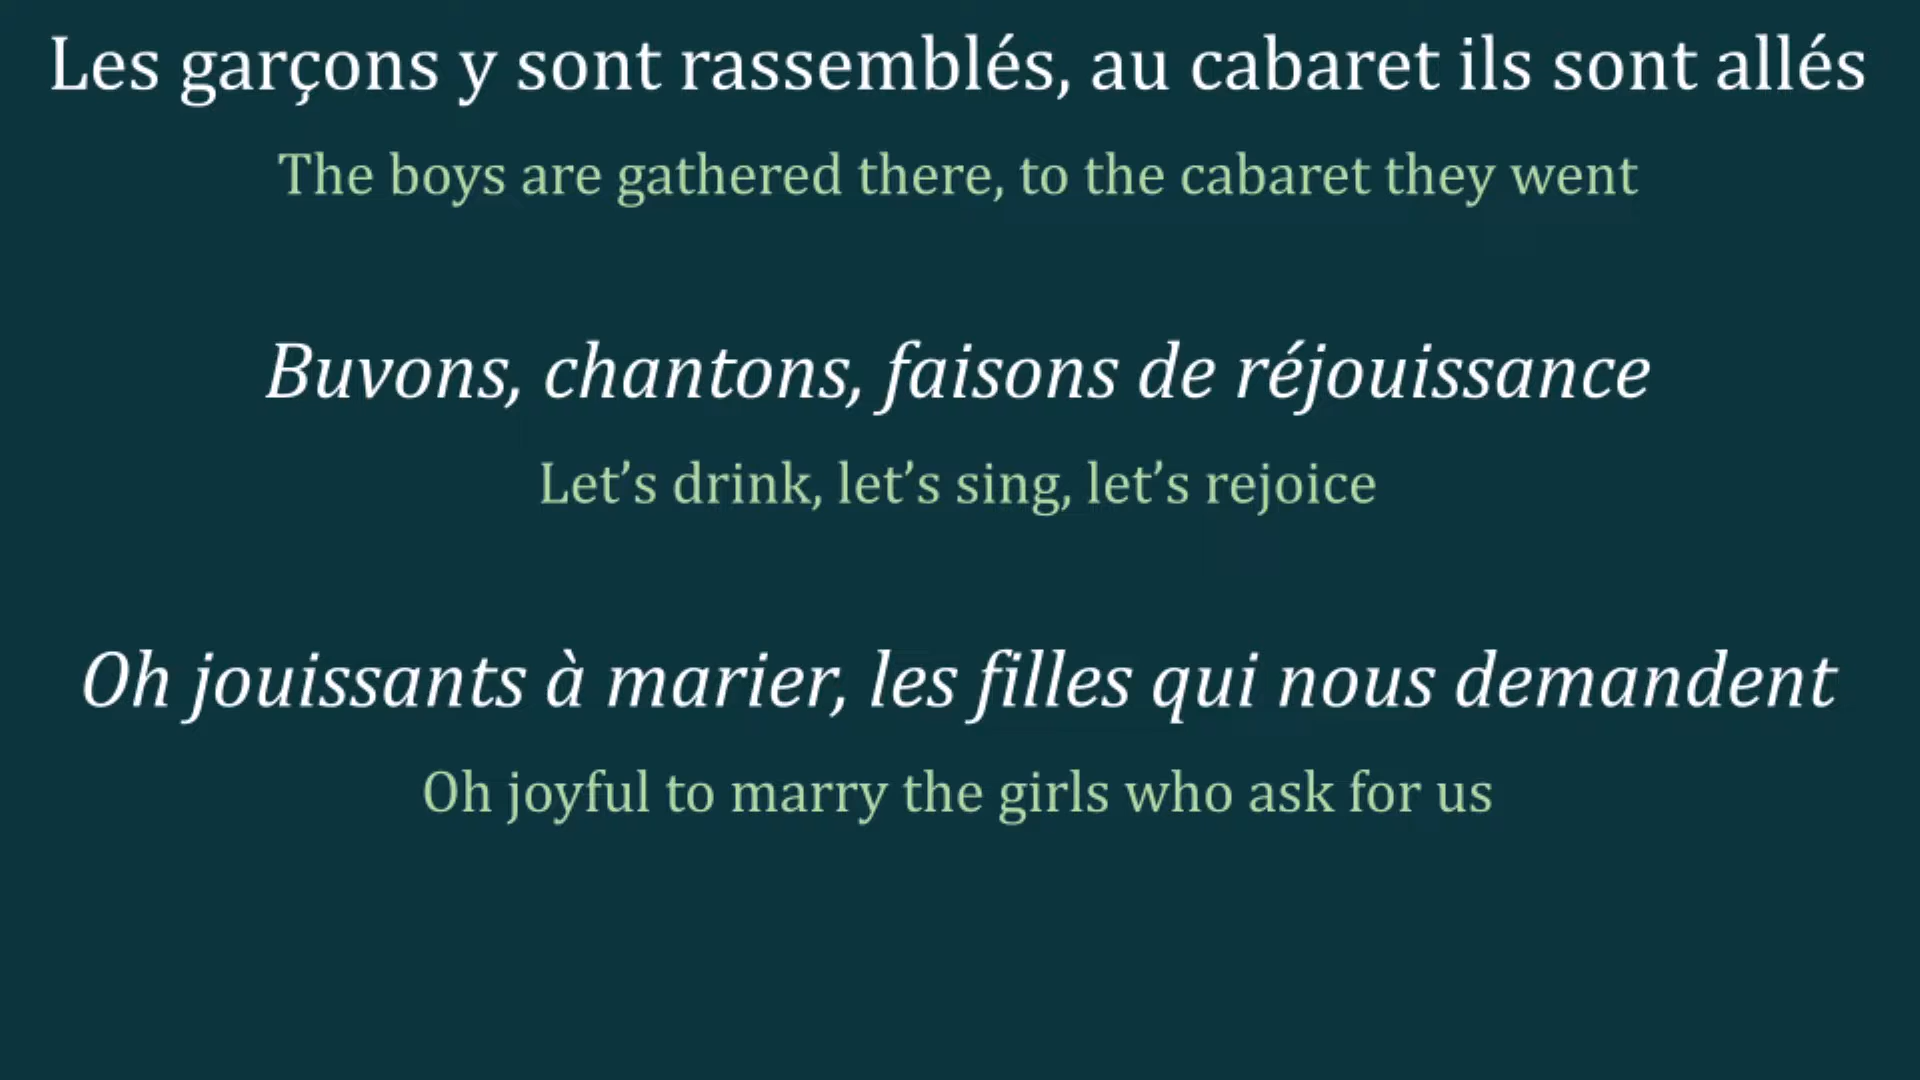 Les garçons y sont rassemblés, au cabaret ils sont allés
The boys are gathered there, to the cabaret they went
Buvons, chantons, faisons de réjouissance
Let’s drink, let’s sing, let’s rejoice
Oh jouissants à marier, les filles qui nous demandent
Oh joyful to marry the girls who ask for us